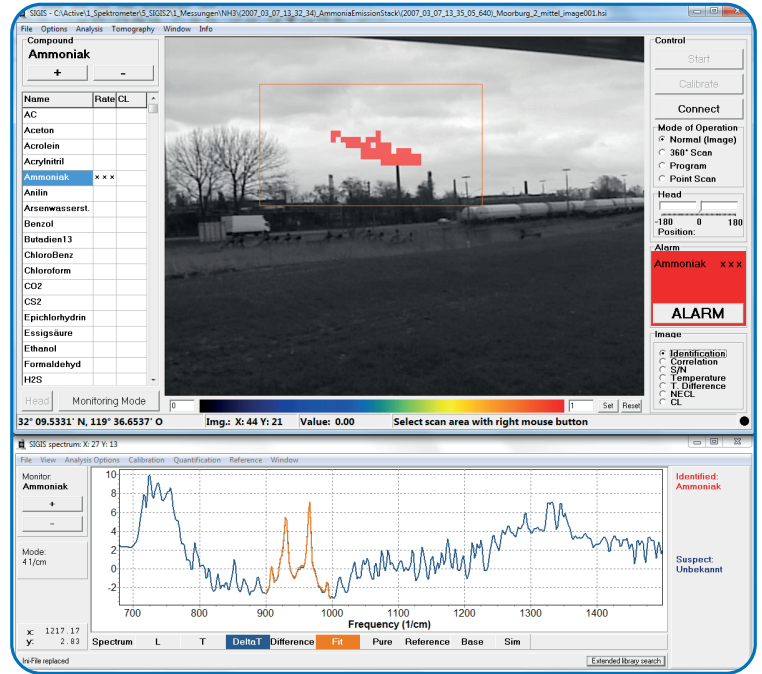 SIGIS - C:\Active\1_Spektrometer\5_SIGIS2\1_Messungen\NH3\(2007_03_07_13_32_34)_AmmoniaEmissionStack\(2007_03_07_13_35_05_640)_Moorburg_2_mittel_image001.hsi
File Options Analysis Tomography Window Info
Compound
Ammoniak
+ -
Name Rate CL
AC
Aceton
Acrolein
Acrylnitril
Ammoniak x x x
Anilin
Arsenwasserst.
Benzol
Butadien13
ChloroBenz
Chloroform
CO2
CS2
Epichlorhydrin
Essigsäure
Ethanol
Formaldehyd
H2S
Head Monitoring Mode
0 1 Set Reset
Control
Start
Calibrate
Connect
Mode of Operation
Normal (Image)
360° Scan
Program
Point Scan
Head
-180 0 180
Position:
Alarm
Ammoniak x x x
ALARM
Image
Identification
Correlation
S/N
Temperature
T. Difference
NECL
CL
32° 09.5331' N, 119° 36.6537' O Img.: X: 44 Y: 21 Value: 0.00 Select scan area with right mouse button
SIGIS spectrum: X: 27 Y: 13
File View Analysis Options Calibration Quantification Reference Window
Monitor:
Ammoniak
+
-
Mode:
4 1/cm
x: 1217.17
y: 2.83
10
8
6
4
2
0
-2
700 800 900 1000 1100 1200 1300 1400
Frequency (1/cm)
Spectrum L T DeltaT Difference Fit Pure Reference Base Sim
Identified:
Ammoniak
Suspect:
Unbekannt
Ini-File replaced Extended library search